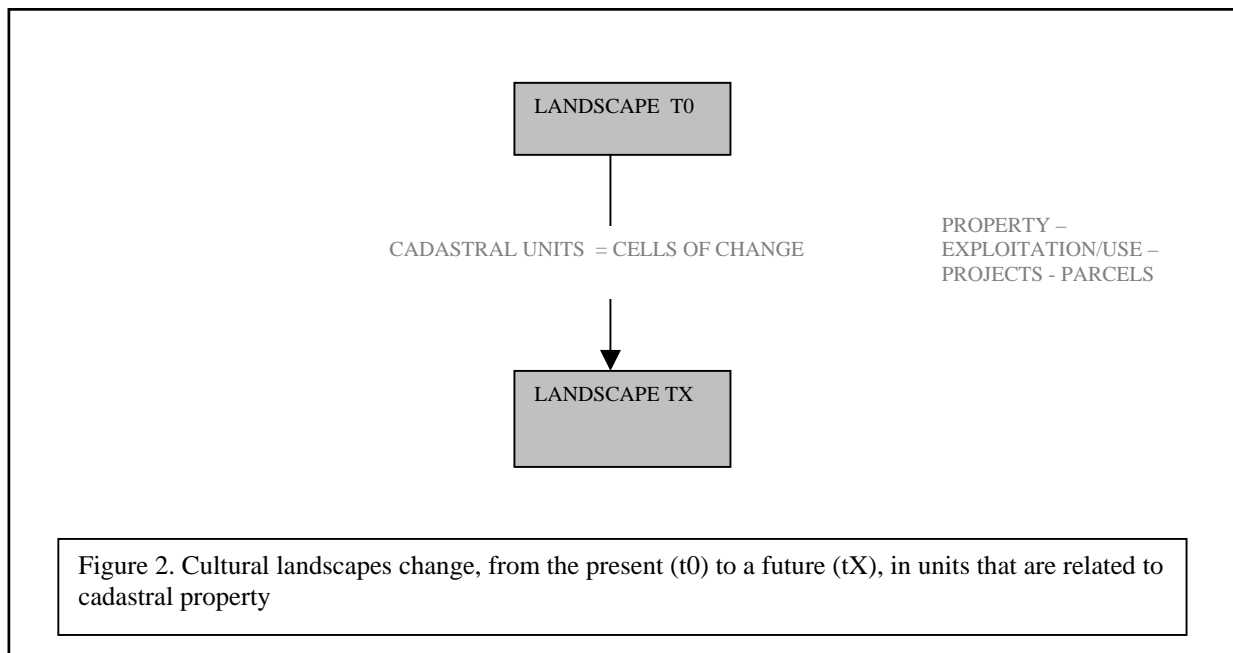 LANDSCAPE T0
CADASTRAL UNITS = CELLS OF CHANGE
PROPERTY –
EXPLOITATION/USE –
PROJECTS - PARCELS
LANDSCAPE TX
Figure 2. Cultural landscapes change, from the present (t0) to a future (tX), in units that are related to
cadastral property